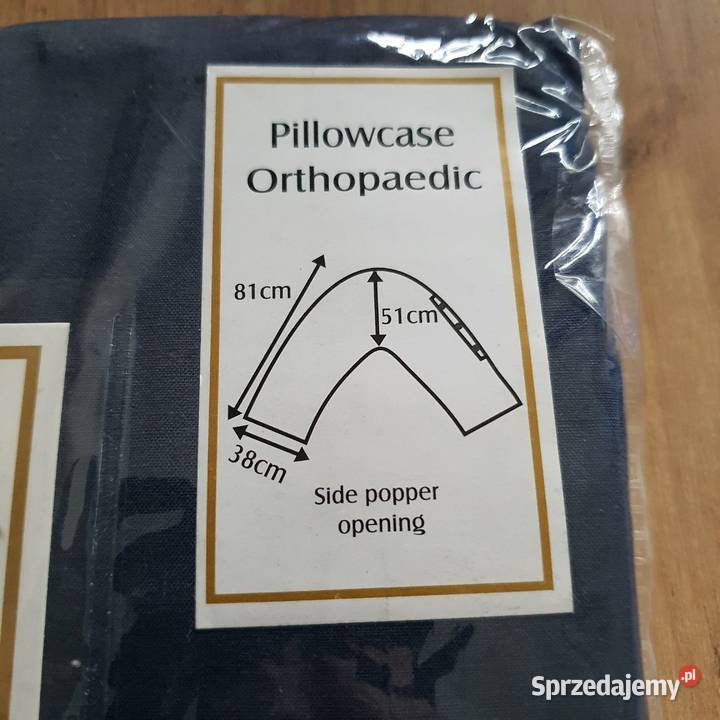 Pillowcase
Orthopaedic
81cm
51cm
38cm
Side popper
opening
Sprzedajemy.pl